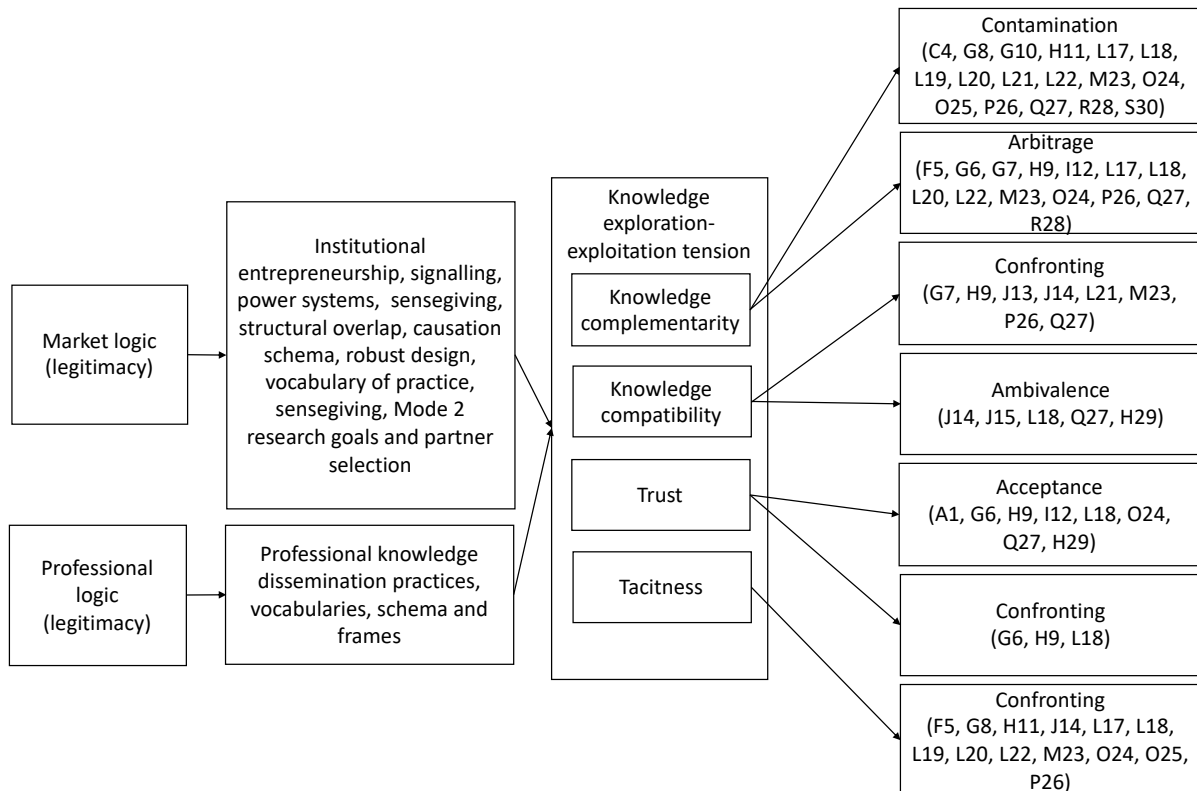 Market logic
(legitimacy)
Professional
logic
(legitimacy)
Institutional
entrepreneurship, signalling,
power systems,  sensegiving,
structural overlap, causation
schema, robust design,
vocabulary of practice,
sensegiving, Mode 2
research goals and partner
selection
Professional knowledge
dissemination practices,
vocabularies, schema and
frames
Knowledge
exploration-
exploitation tension
Knowledge
complementarity
Knowledge
compatibility
Trust
Tacitness
Contamination
(C4, G8, G10, H11, L17, L18,
L19, L20, L21, L22, M23, O24,
O25, P26, Q27, R28, S30)
Arbitrage
(F5, G6, G7, H9, I12, L17, L18,
L20, L22, M23, O24, P26, Q27,
R28)
Confronting
(G7, H9, J13, J14, L21, M23,
P26, Q27)
Ambivalence
(J14, J15, L18, Q27, H29)
Acceptance
(A1, G6, H9, I12, L18, O24,
Q27, H29)
Confronting
(G6, H9, L18)
Confronting
(F5, G8, H11, J14, L17, L18,
L19, L20, L22, M23, O24, O25,
P26)